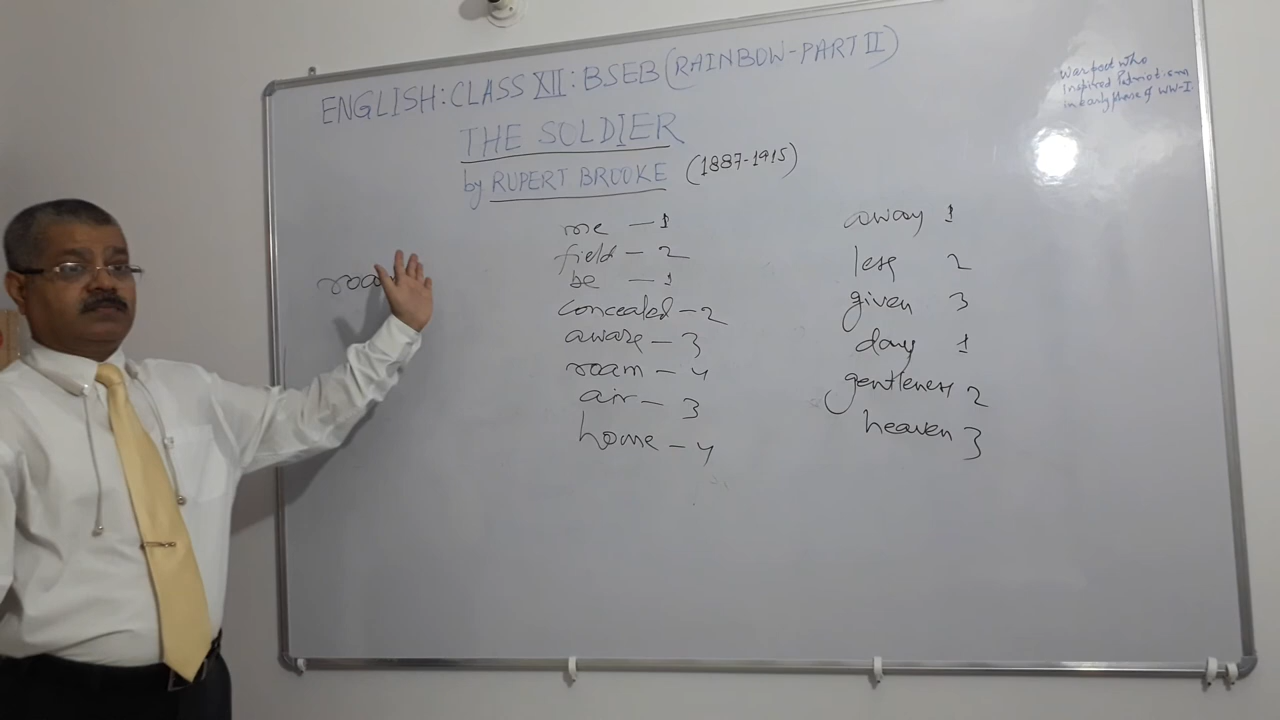 ENGLISH: CLASS XII: BSEB (RAINBOW-PART II)
THE SOLDIER
by RUPERT BROOKE (1887-1915)
War poet who
inspired Patriotism
in early phase of WW-I.
me - 1
field - 2
be - 1
concealed - 2
aware - 3
roam - 4
air - 3
home - 4
away 1
less 2
given 3
day 1
gentleness 2
heaven 3